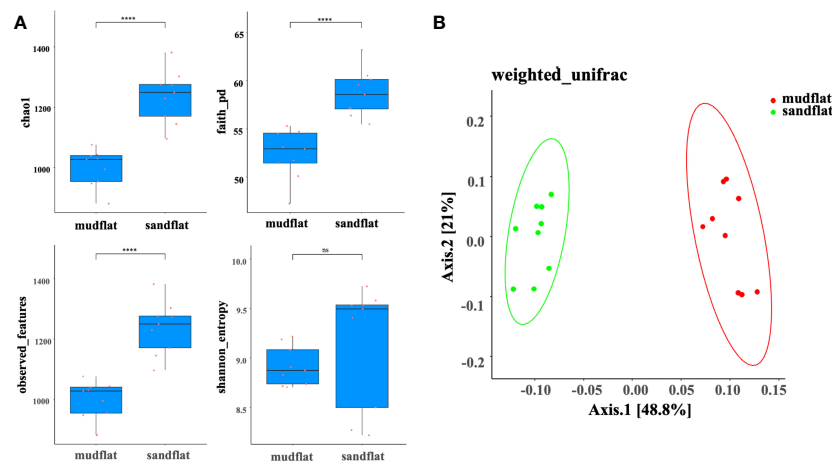 A
B
****
1400
1200
1000
chao1
mudflat sandflat
****
65
60
55
50
faith_pd
mudflat sandflat
****
1400
1200
1000
observed_features
mudflat sandflat
ns
10.0
9.5
9.0
8.5
shannon_entropy
mudflat sandflat
weighted_unifrac
mudflat
sandflat
0.2
0.1
0.0
-0.1
-0.2
Axis.2 [21%]
-0.10 -0.05 0.00 0.05 0.10 0.15
Axis.1 [48.8%]